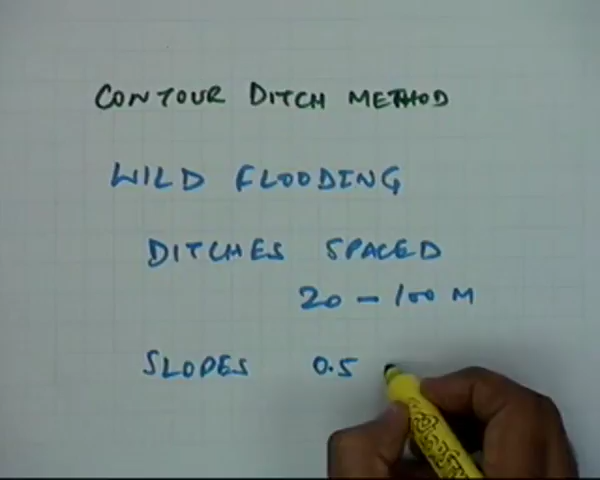 CONTOUR DITCH METHOD
WILD FLOODING
DITCHES SPACED
20 - 100 M
SLOPES 0.5